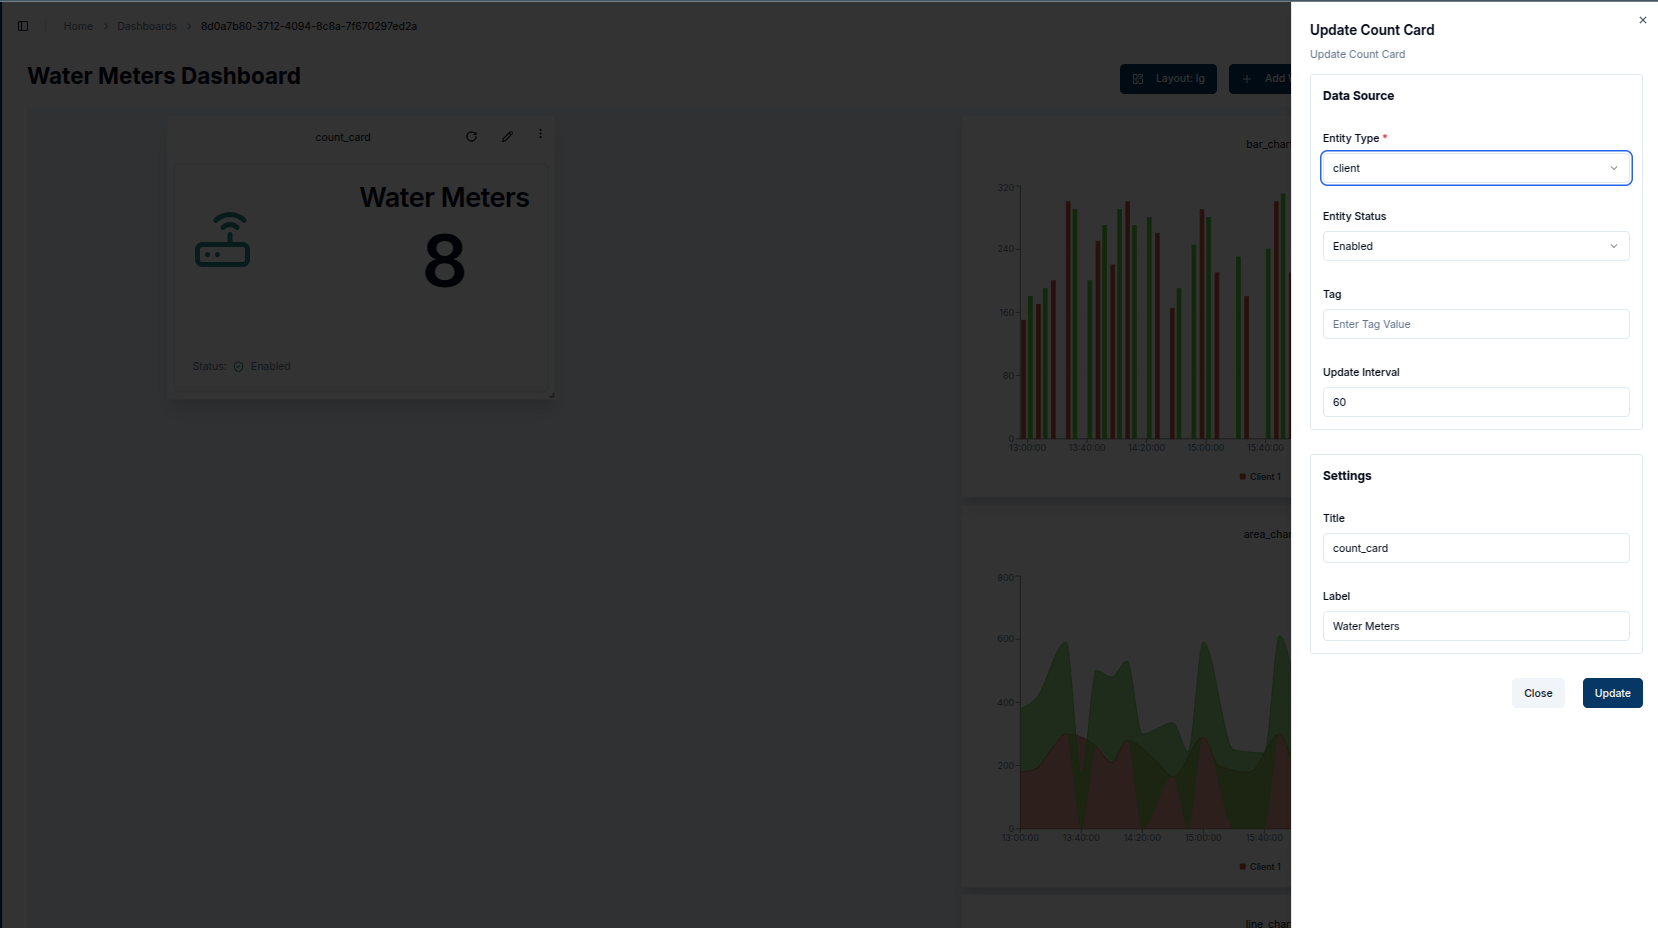 Home > Dashboards > 8d0a7b80-3712-4094-8c8a-7f670297ed2a
Water Meters Dashboard
Layout: lg
+ Add
count_card
Water Meters
8
Status: Enabled
bar_char
320
240
160
80
0
13:00:00 13:40:00 14:20:00 15:00:00 15:40:00
Client 1
area_char
800
600
400
200
0
13:00:00 13:40:00 14:20:00 15:00:00 15:40:00
Client 1
line_char
Update Count Card
Update Count Card
Data Source
Entity Type *
client
Entity Status
Enabled
Tag
Enter Tag Value
Update Interval
60
Settings
Title
count_card
Label
Water Meters
Close
Update